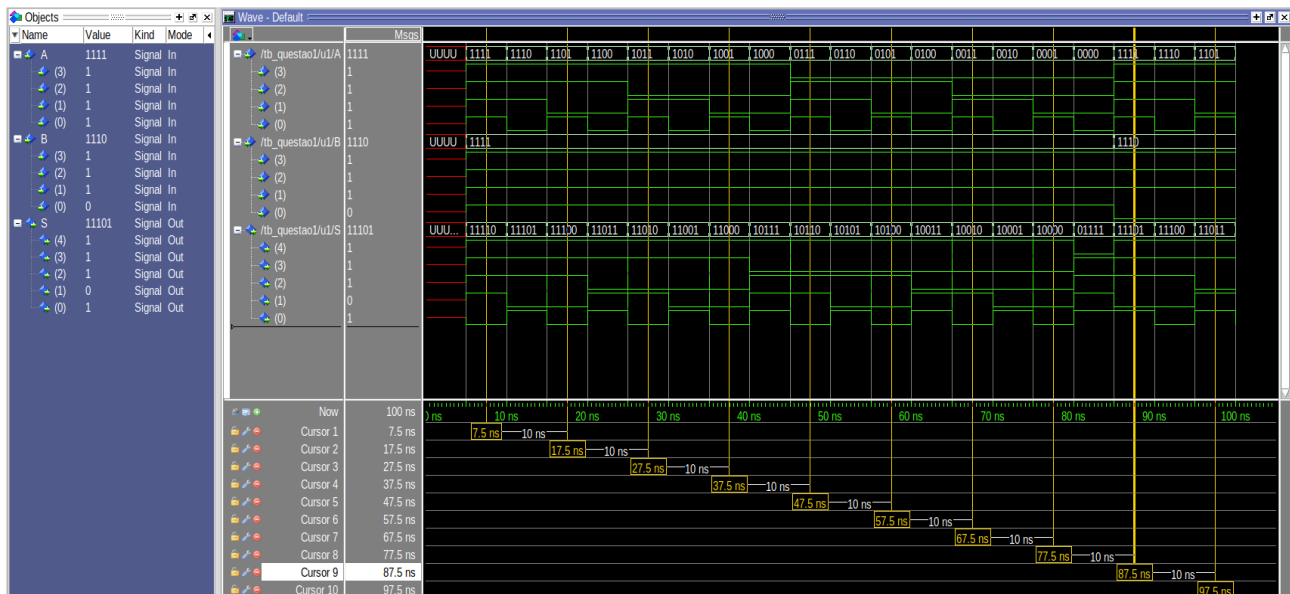 Objects
Name Value Kind Mode
A 1111 Signal In
(3) 1 Signal In
(2) 1 Signal In
(1) 1 Signal In
(0) 1 Signal In
B 1110 Signal In
(3) 1 Signal In
(2) 1 Signal In
(1) 1 Signal In
(0) 0 Signal In
S 11101 Signal Out
(4) 1 Signal Out
(3) 1 Signal Out
(2) 1 Signal Out
(1) 0 Signal Out
(0) 1 Signal Out
Wave - Default
Msgs
/tb_questao1/u1/A 1111 UUUU 1111 1110 1101 1100 1011 1010 1001 1000 0111 0110 0101 0100 0011 0010 0001 0000 1111 1110 1101
(3) 1
(2) 1
(1) 1
(0) 1
/tb_questao1/u1/B 1110 UUUU 1111 1110
(3) 1
(2) 1
(1) 1
(0) 0
/tb_questao1/u1/S 11101 UUU... 11110 11101 11100 11011 11010 11001 11000 10111 10110 10101 10100 10011 10010 10001 10000 01111 11101 11100 11011
(4) 1
(3) 1
(2) 1
(1) 0
(0) 1
Now 100 ns 10 ns 20 ns 30 ns 40 ns 50 ns 60 ns 70 ns 80 ns 90 ns 100 ns
Cursor 1 7.5 ns 7.5 ns 10 ns
Cursor 2 17.5 ns 17.5 ns 10 ns
Cursor 3 27.5 ns 27.5 ns 10 ns
Cursor 4 37.5 ns 37.5 ns 10 ns
Cursor 5 47.5 ns 47.5 ns 10 ns
Cursor 6 57.5 ns 57.5 ns 10 ns
Cursor 7 67.5 ns 67.5 ns 10 ns
Cursor 8 77.5 ns 77.5 ns 10 ns
Cursor 9 87.5 ns 87.5 ns 10 ns
Cursor 10 97.5 ns 97.5 ns